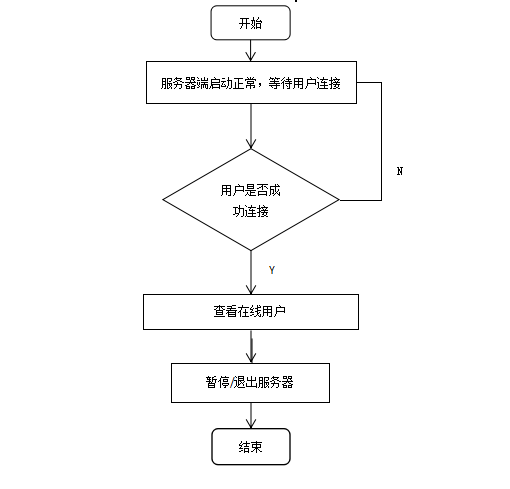 开始
服务器端启动正常，等待用户连接
N
用户是否成
功连接
Y
查看在线用户
暂停/退出服务器
结束